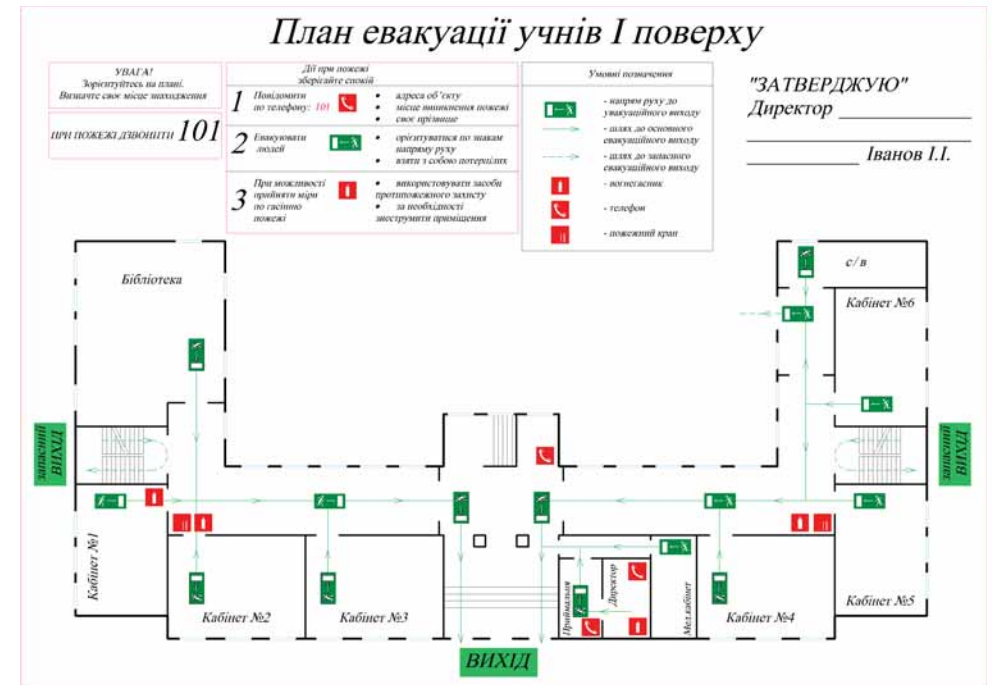 План евакуації учнів І поверху
УВАГА!
Зорієнтуйтесь на плані.
Визначте своє місце знаходження
ПРИ ПОЖЕЖІ ДЗВОНИТИ 101
Дії при пожежі
зберігайте спокій
1 Повідомити
по телефону: 101
• адреса об’єкту
• місце виникнення пожежі
• своє прізвище
2 Евакуювати
людей
• орієнтуватися по знакам
напряму руху
• взяти з собою потерпілих
3 При можливості
прийняти міри
по гасінню
пожежі
• використовувати засоби
протипожежного захисту
• за необхідності
знеструмити приміщення
Умовні позначення
- напрям руху до
увакуаційного виходу
- шлях до основного
евакуаційного виходу
- шлях до запасного
евакуаційного виходу
- вогнегасник
- телефон
- пожежний кран
"ЗАТВЕРДЖУЮ"
Директор
Іванов І.І.
Бібліотека
с/в
Кабінет №6
запасний
ВИХІД
запасний
ВИХІД
Кабінет №1
Кабінет №2
Кабінет №3
Приймальня
Директор
Мед.кабінет
Кабінет №4
Кабінет №5
ВИХІД